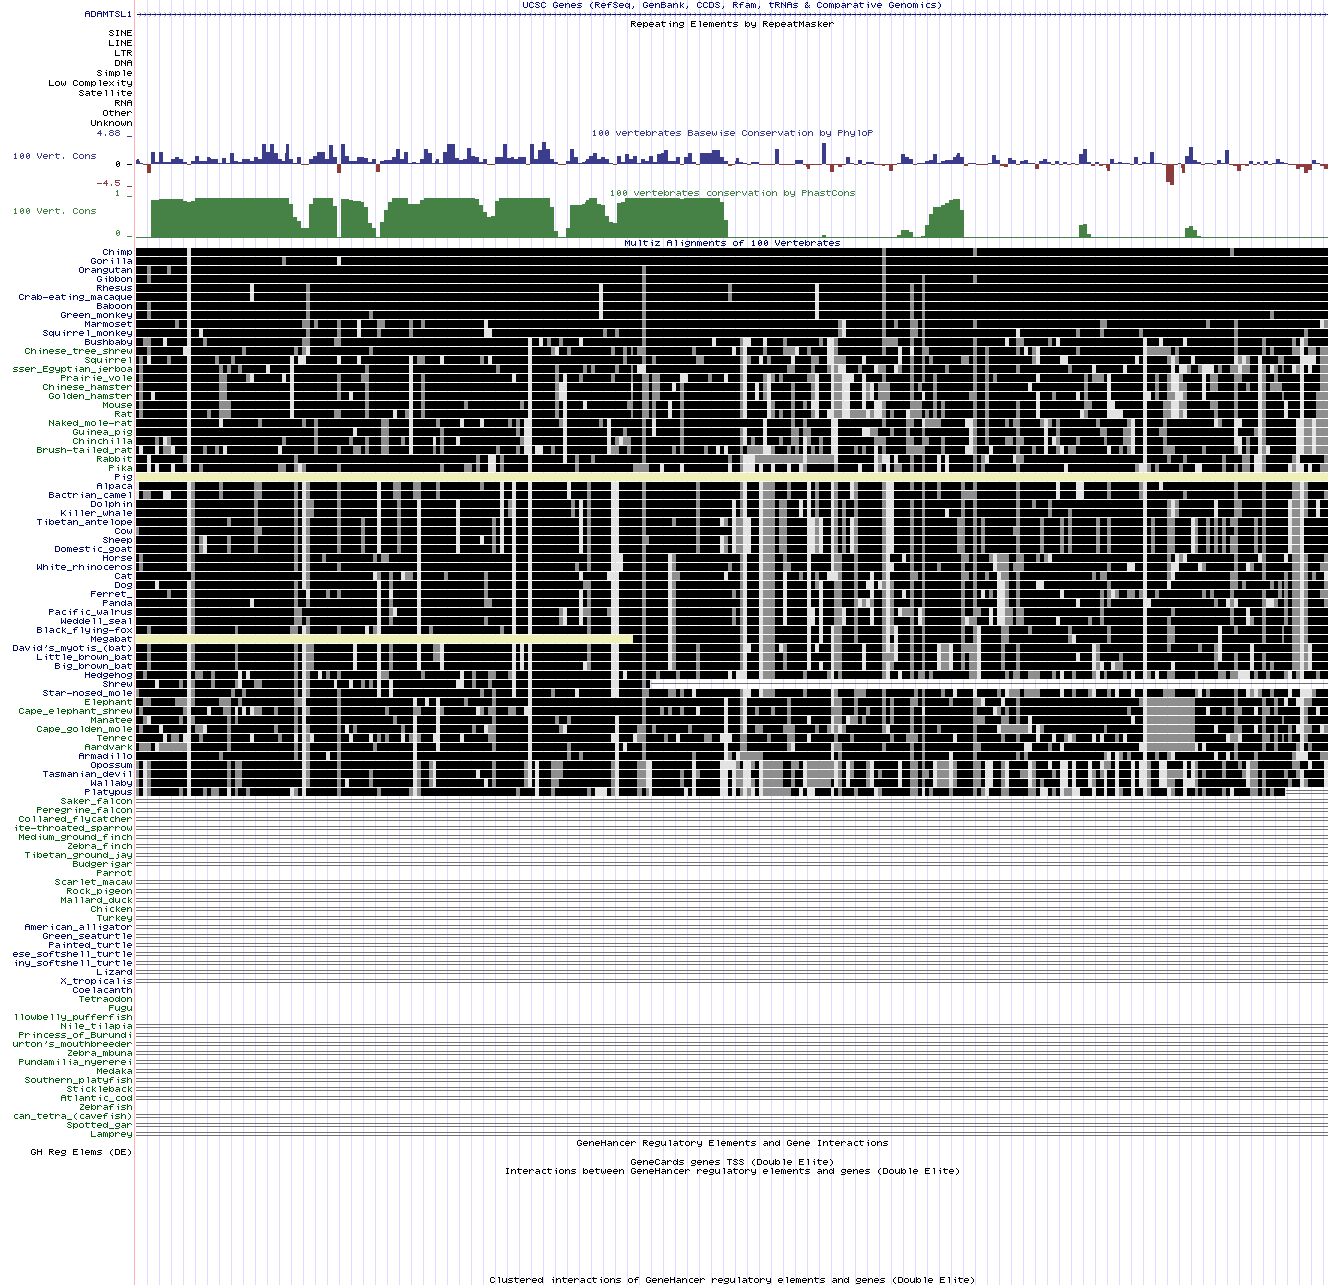 UCSC Genes (RefSeq, GenBank, CCDS, Rfam, tRNAs & Comparative Genomics)
ADAMTSL1
Repeating Elements by RepeatMasker
SINE
LINE
LTR
DNA
Simple
Low Complexity
Satellite
RNA
Other
Unknown
4.88 _
100 vertebrates Basewise Conservation by PhyloP
100 Vert. Cons
0 _
-4.5 _
100 vertebrates conservation by PhastCons
1 _
100 Vert. Cons
0 _
Multiz Alignments of 100 Vertebrates
Chimp
Gorilla
Orangutan
Gibbon
Rhesus
Crab-eating_macaque
Baboon
Green_monkey
Marmoset
Squirrel_monkey
Bushbaby
Chinese_tree_shrew
Squirrel
sser_Egyptian_jerboa
Prairie_vole
Chinese_hamster
Golden_hamster
Mouse
Rat
Naked_mole-rat
Guinea_pig
Chinchilla
Brush-tailed_rat
Rabbit
Pika
Pig
Alpaca
Bactrian_camel
Dolphin
Killer_whale
Tibetan_antelope
Cow
Sheep
Domestic_goat
Horse
White_rhinoceros
Cat
Dog
Ferret_
Panda
Pacific_walrus
Weddell_seal
Black_flying-fox
Megabat
David's_myotis_(bat)
Little_brown_bat
Big_brown_bat
Hedgehog
Shrew
Star-nosed_mole
Elephant
Cape_elephant_shrew
Manatee
Cape_golden_mole
Tenrec
Aardvark
Armadillo
Opossum
Tasmanian_devil
Wallaby
Platypus
Saker_falcon
Peregrine_falcon
Collared_flycatcher
ite-throated_sparrow
Medium_ground_finch
Zebra_finch
Tibetan_ground_jay
Budgerigar
Parrot
Scarlet_macaw
Rock_pigeon
Mallard_duck
Chicken
Turkey
American_alligator
Green_seaturtle
Painted_turtle
ese_softshell_turtle
iny_softshell_turtle
Lizard
X_tropicalis
Coelacanth
Tetraodon
Fugu
llowbelly_pufferfish
Nile_tilapia
Princess_of_Burundi
urton's_mouthbreeder
Zebra_mbuna
Pundamilia_nyererei
Medaka
Southern_platyfish
Stickleback
Atlantic_cod
Zebrafish
can_tetra_(cavefish)
Spotted_gar
Lamprey
GeneHancer Regulatory Elements and Gene Interactions
GH Reg Elems (DE)
GeneCards genes TSS (Double Elite)
Interactions between GeneHancer regulatory elements and genes (Double Elite)
Clustered interactions of GeneHancer regulatory elements and genes (Double Elite)